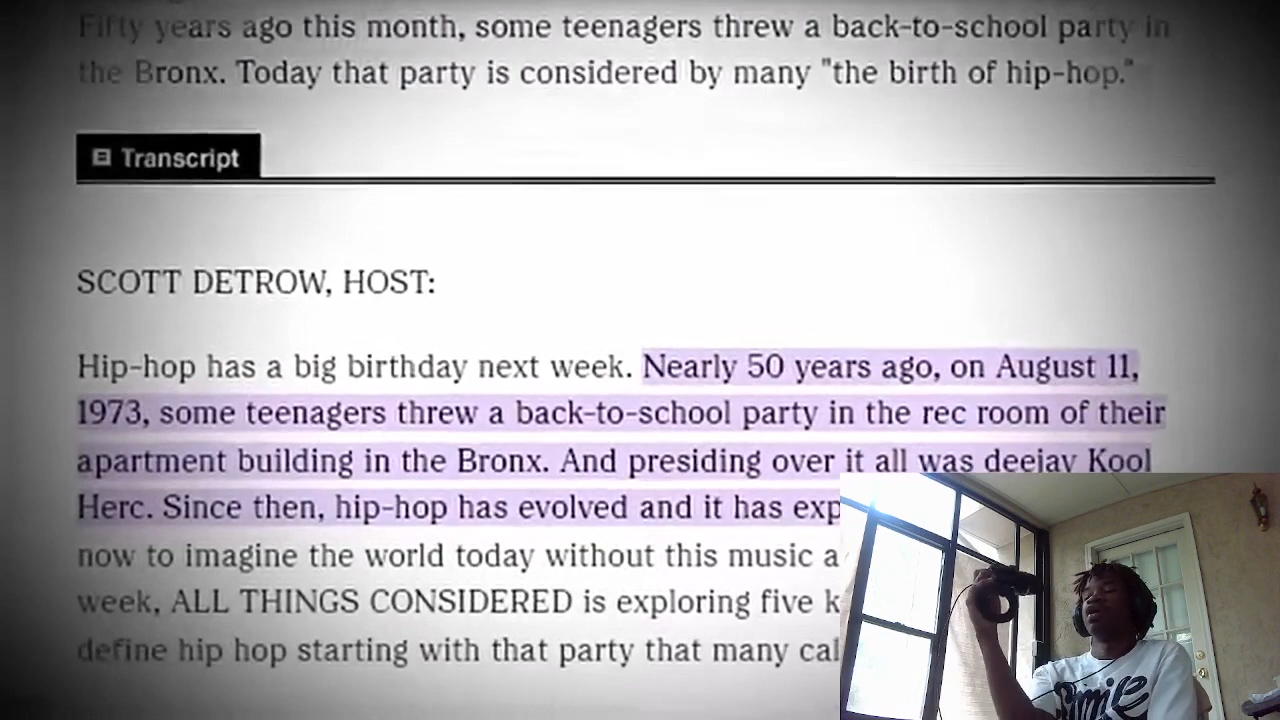 Fifty years ago this month, some teenagers threw a back-to-school party in
the Bronx. Today that party is considered by many "the birth of hip-hop."
Transcript
SCOTT DETROW, HOST:
Hip-hop has a big birthday next week. Nearly 50 years ago, on August 11,
1973, some teenagers threw a back-to-school party in the rec room of their
apartment building in the Bronx. And presiding over it all was deejay Kool
Herc. Since then, hip-hop has evolved and it has exp
now to imagine the world today without this music a
week, ALL THINGS CONSIDERED is exploring five k
define hip hop starting with that party that many cal
Smile